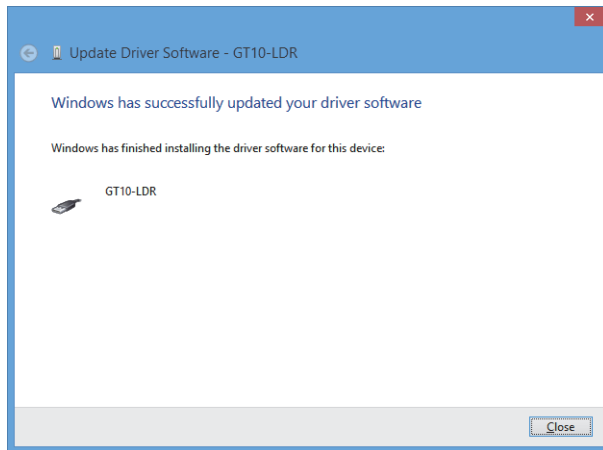 Update Driver Software - GT10-LDR
Windows has successfully updated your driver software
Windows has finished installing the driver software for this device:
GT10-LDR
Close